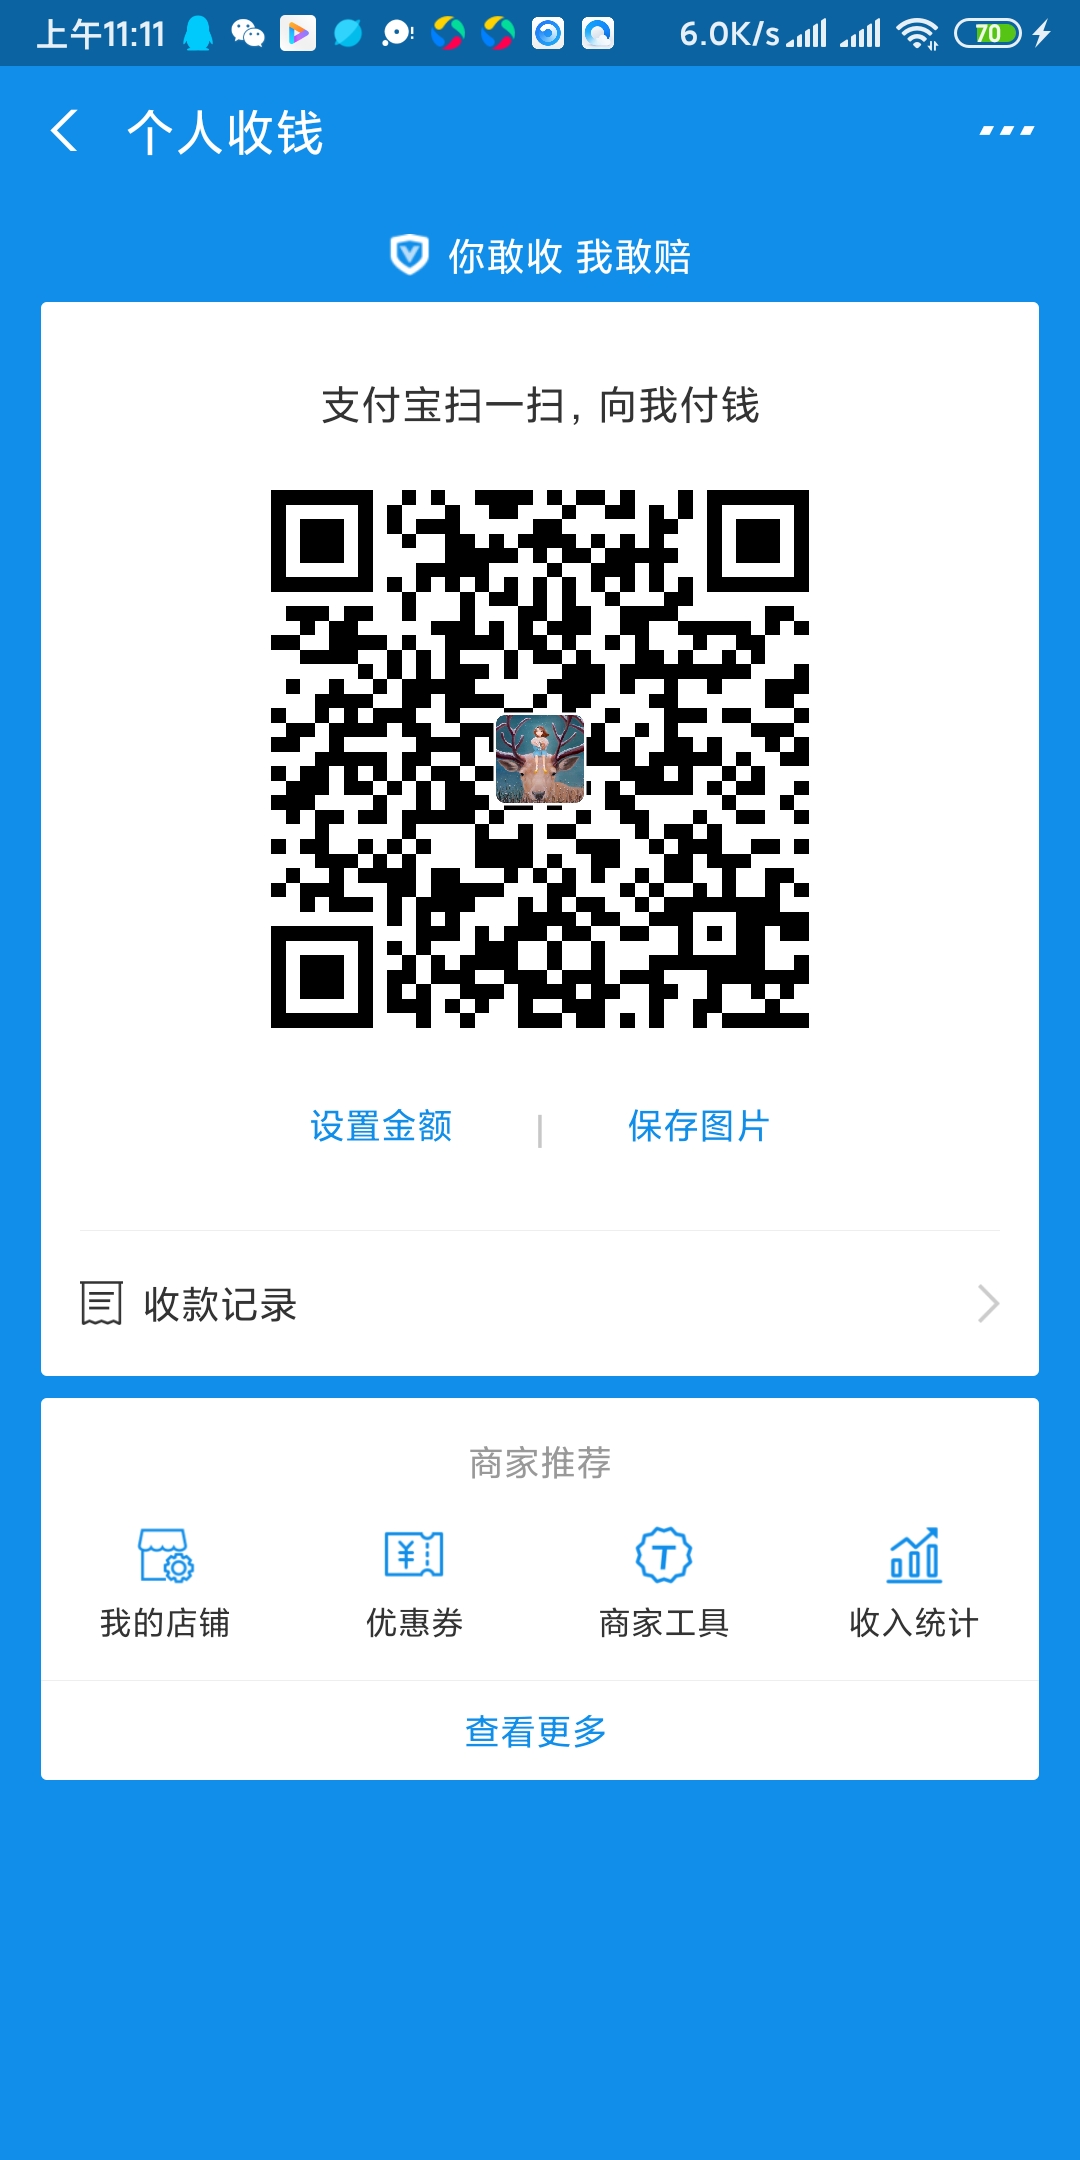 上午11:11 6.0K/s 70
个人收钱
你敢收 我敢赔
支付宝扫一扫，向我付钱
设置金额 | 保存图片
收款记录
商家推荐
我的店铺 优惠券 商家工具 收入统计
查看更多